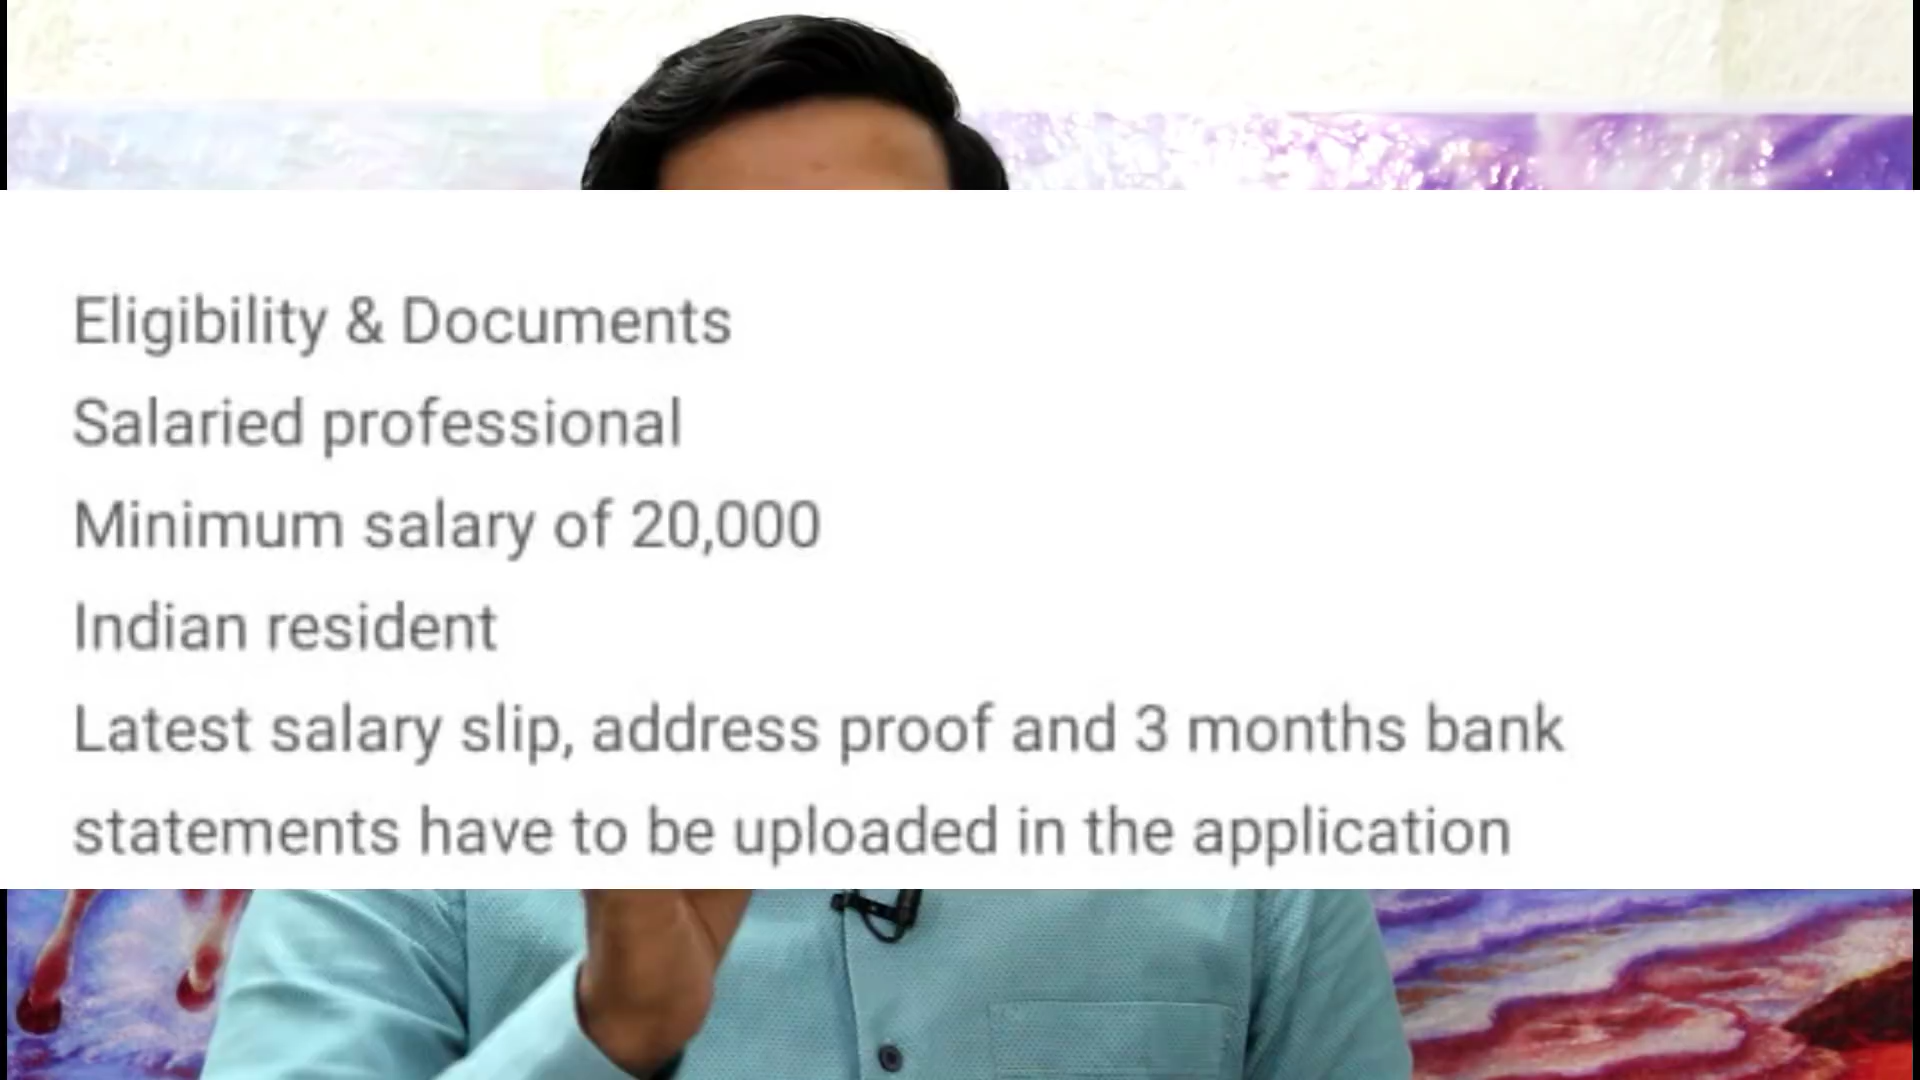 Eligibility & Documents
Salaried professional
Minimum salary of 20,000
Indian resident
Latest salary slip, address proof and 3 months bank
statements have to be uploaded in the application